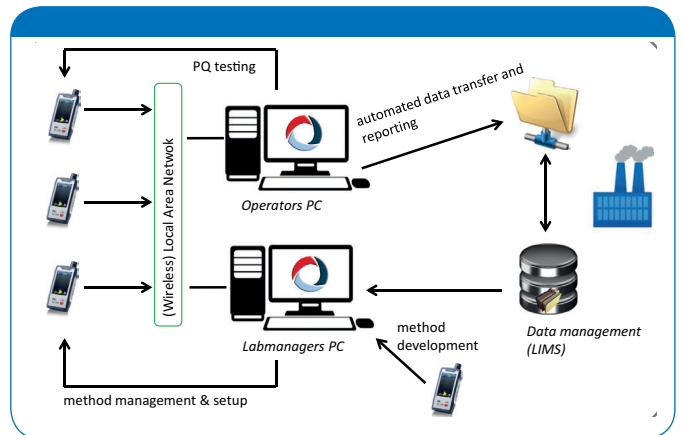 PQ testing
(Wireless) Local Area Netwok
automated data transfer and
reporting
Operators PC
Labmanagers PC
method
development
Data management
(LIMS)
method management & setup